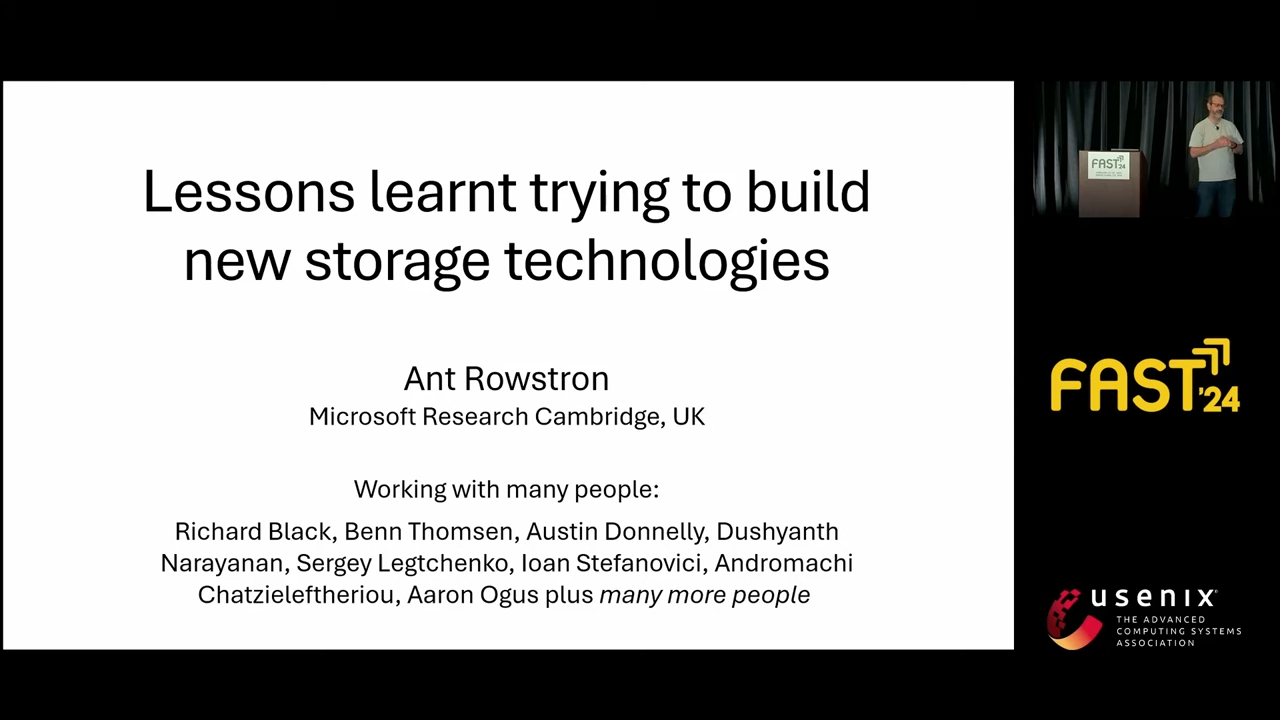 Lessons learnt trying to build
new storage technologies
Ant Rowstron
Microsoft Research Cambridge, UK
Working with many people:
Richard Black, Benn Thomsen, Austin Donnelly, Dushyanth
Narayanan, Sergey Legtchenko, Ioan Stefanovici, Andromachi
Chatzieleftheriou, Aaron Ogus plus many more people
FAST'24
FAST'24
usenix
THE ADVANCED
COMPUTING SYSTEMS
ASSOCIATION